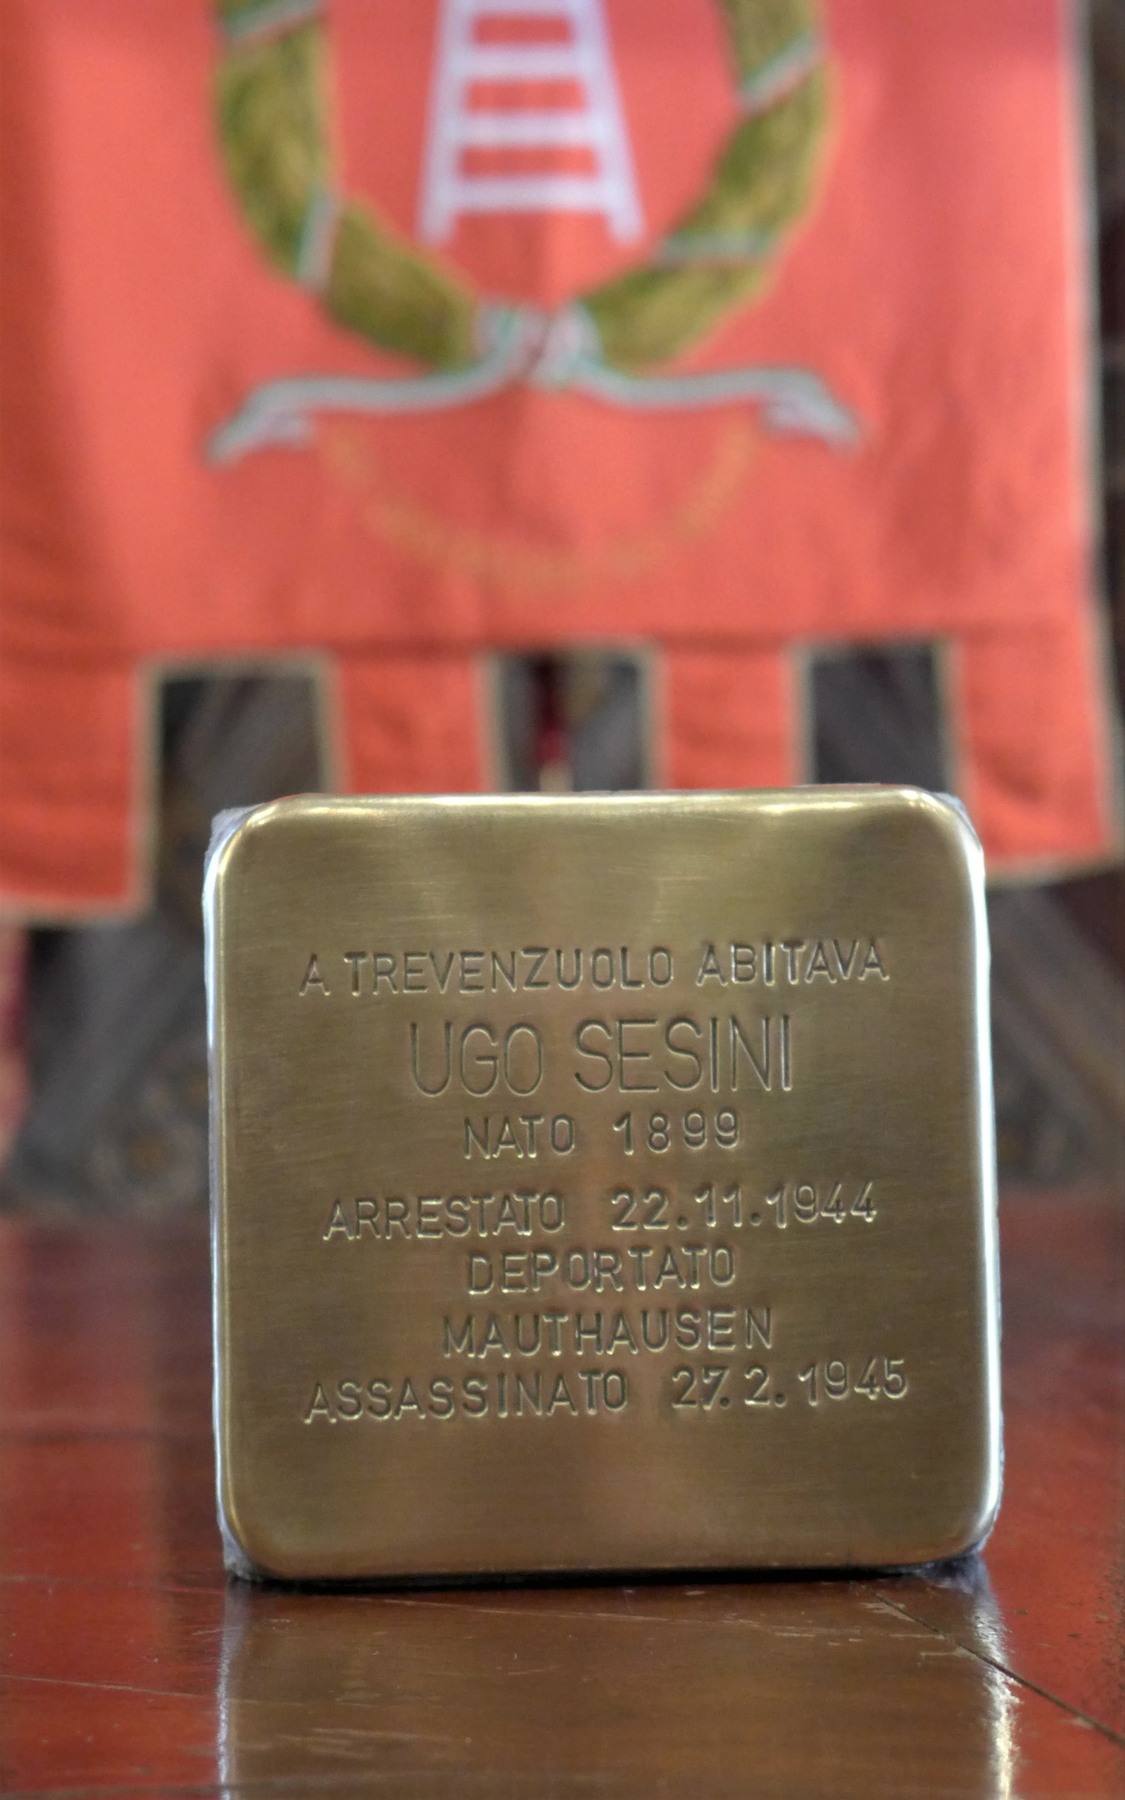 A TREVENZUOLO ABITAVA
UGO SESINI
NATO 1899
ARRESTATO 22.11.1944
DEPORTATO
MAUTHAUSEN
ASSASSINATO 27.2.1945